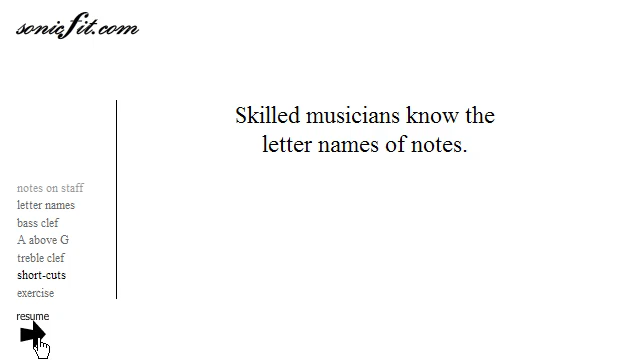 sonicfit.com
Skilled musicians know the
letter names of notes.
notes on staff
letter names
bass clef
A above G
treble clef
short-cuts
exercise
resume